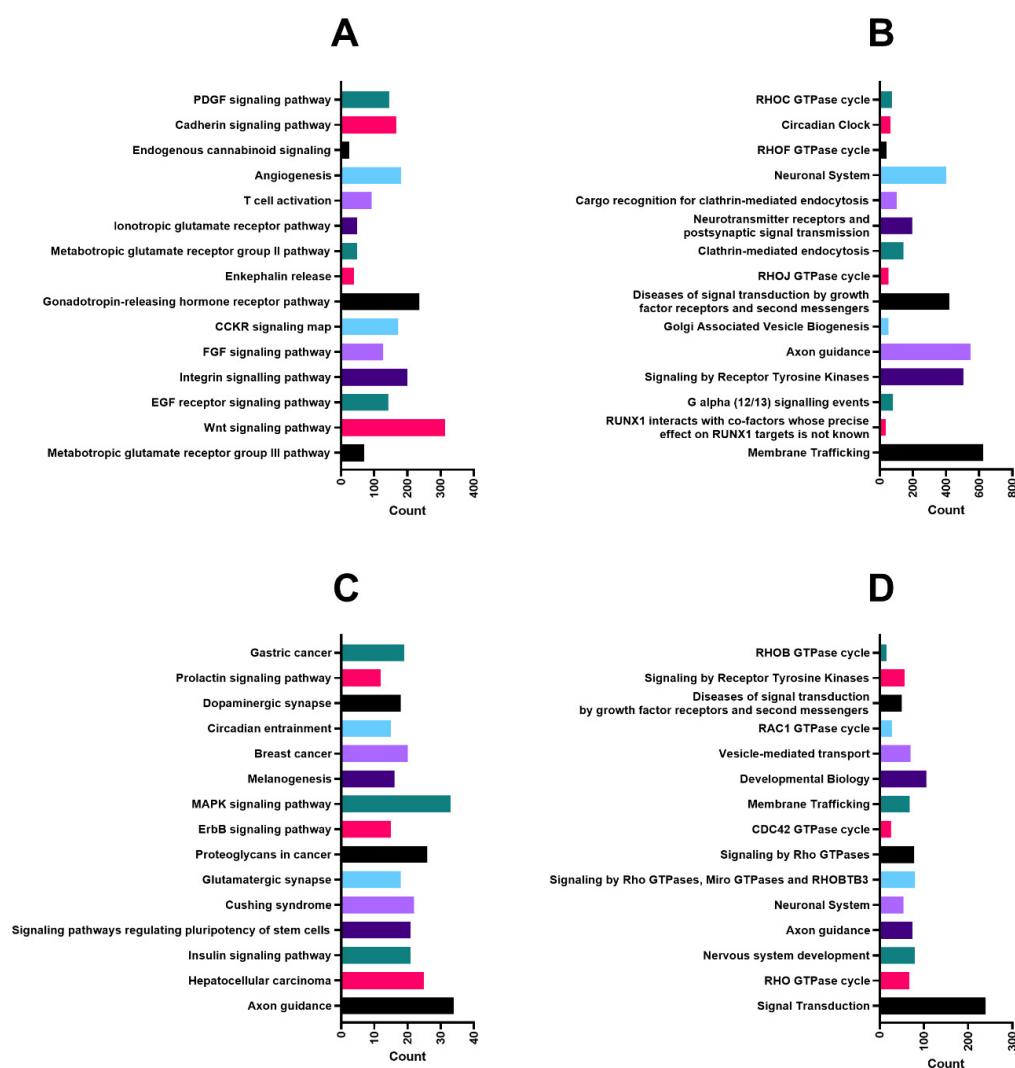 A
PDGF signaling pathway
Cadherin signaling pathway
Endogenous cannabinoid signaling
Angiogenesis
T cell activation
Ionotropic glutamate receptor pathway
Metabotropic glutamate receptor group II pathway
Enkephalin release
Gonadotropin-releasing hormone receptor pathway
CCKR signaling map
FGF signaling pathway
Integrin signalling pathway
EGF receptor signaling pathway
Wnt signaling pathway
Metabotropic glutamate receptor group III pathway
0 100 200 300 400
Count
B
RHOC GTPase cycle
Circadian Clock
RHOF GTPase cycle
Neuronal System
Cargo recognition for clathrin-mediated endocytosis
Neurotransmitter receptors and
postsynaptic signal transmission
Clathrin-mediated endocytosis
RHOJ GTPase cycle
Diseases of signal transduction by growth
factor receptors and second messengers
Golgi Associated Vesicle Biogenesis
Axon guidance
Signaling by Receptor Tyrosine Kinases
G alpha (12/13) signalling events
RUNX1 interacts with co-factors whose precise
effect on RUNX1 targets is not known
Membrane Trafficking
0 200 400 600 800
Count
C
Gastric cancer
Prolactin signaling pathway
Dopaminergic synapse
Circadian entrainment
Breast cancer
Melanogenesis
MAPK signaling pathway
ErbB signaling pathway
Proteoglycans in cancer
Glutamatergic synapse
Cushing syndrome
Signaling pathways regulating pluripotency of stem cells
Insulin signaling pathway
Hepatocellular carcinoma
Axon guidance
0 10 20 30 40
Count
D
RHOB GTPase cycle
Signaling by Receptor Tyrosine Kinases
Diseases of signal transduction
by growth factor receptors and second messengers
RAC1 GTPase cycle
Vesicle-mediated transport
Developmental Biology
Membrane Trafficking
CDC42 GTPase cycle
Signaling by Rho GTPases
Signaling by Rho GTPases, Miro GTPases and RHOBTB3
Neuronal System
Axon guidance
Nervous system development
RHO GTPase cycle
Signal Transduction
0 100 200 300
Count